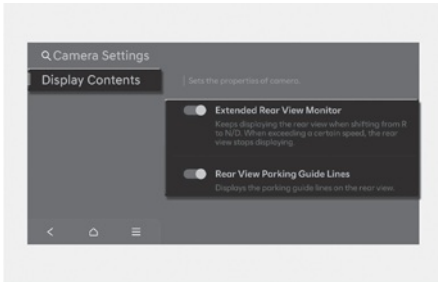 Camera Settings
Display Contents
Sets the properties of camera.
Extended Rear View Monitor
Keeps displaying the rear view when shifting from R
to N/D. When exceeding a certain speed, the rear
view stops displaying.
Rear View Parking Guide Lines
Displays the parking guide lines on the rear view.